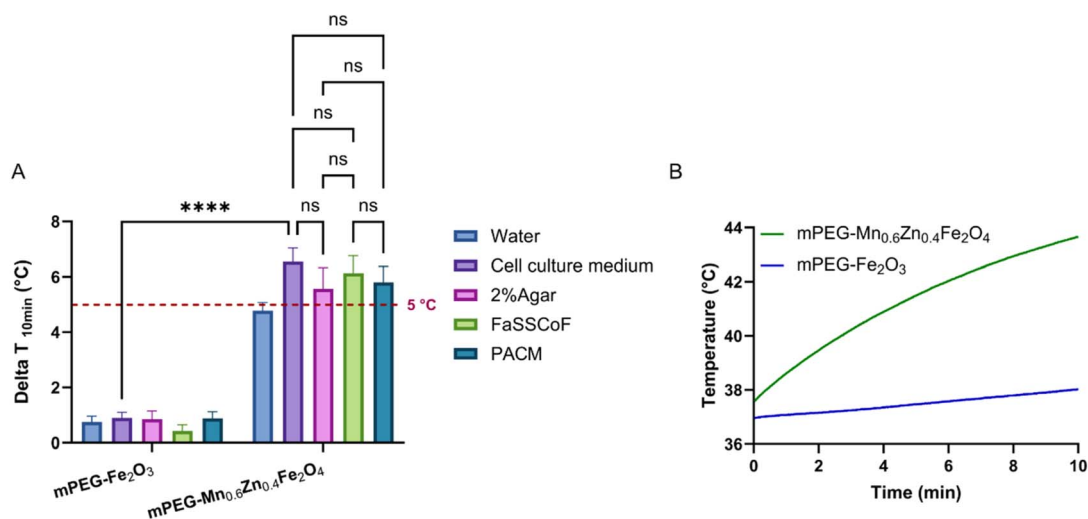 A
ns
ns
ns
ns
****
ns
ns
Delta T 10min (°C)
8
6
4
2
0
5 °C
Water
Cell culture medium
2%Agar
FaSSCoF
PACM
mPEG-Fe₂O₃
mPEG-Mn₀.₆Zn₀.₄Fe₂O₄
B
Temperature (°C)
44
42
40
38
36
mPEG-Mn₀.₆Zn₀.₄Fe₂O₄
mPEG-Fe₂O₃
0 2 4 6 8 10
Time (min)